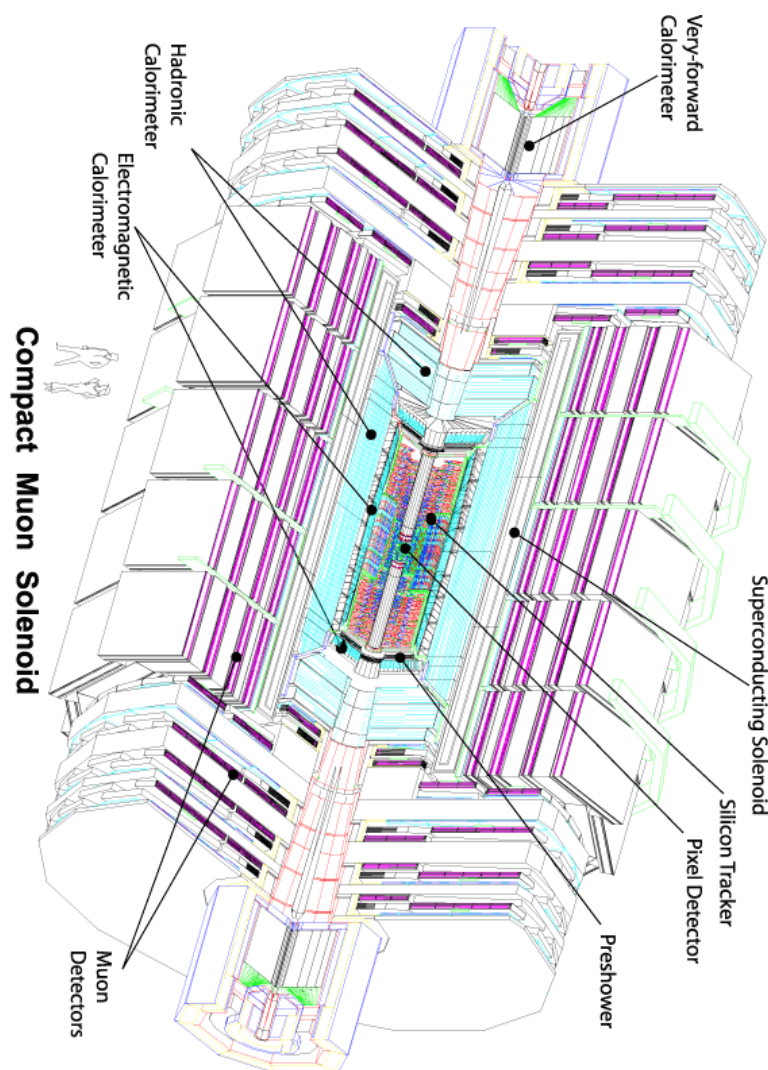 Superconducting Solenoid
Silicon Tracker
Very-forward
Calorimeter
Pixel Detector
Preshower
Hadronic
Calorimeter
Electromagnetic
Calorimeter
Muon
Detectors
Compact Muon Solenoid